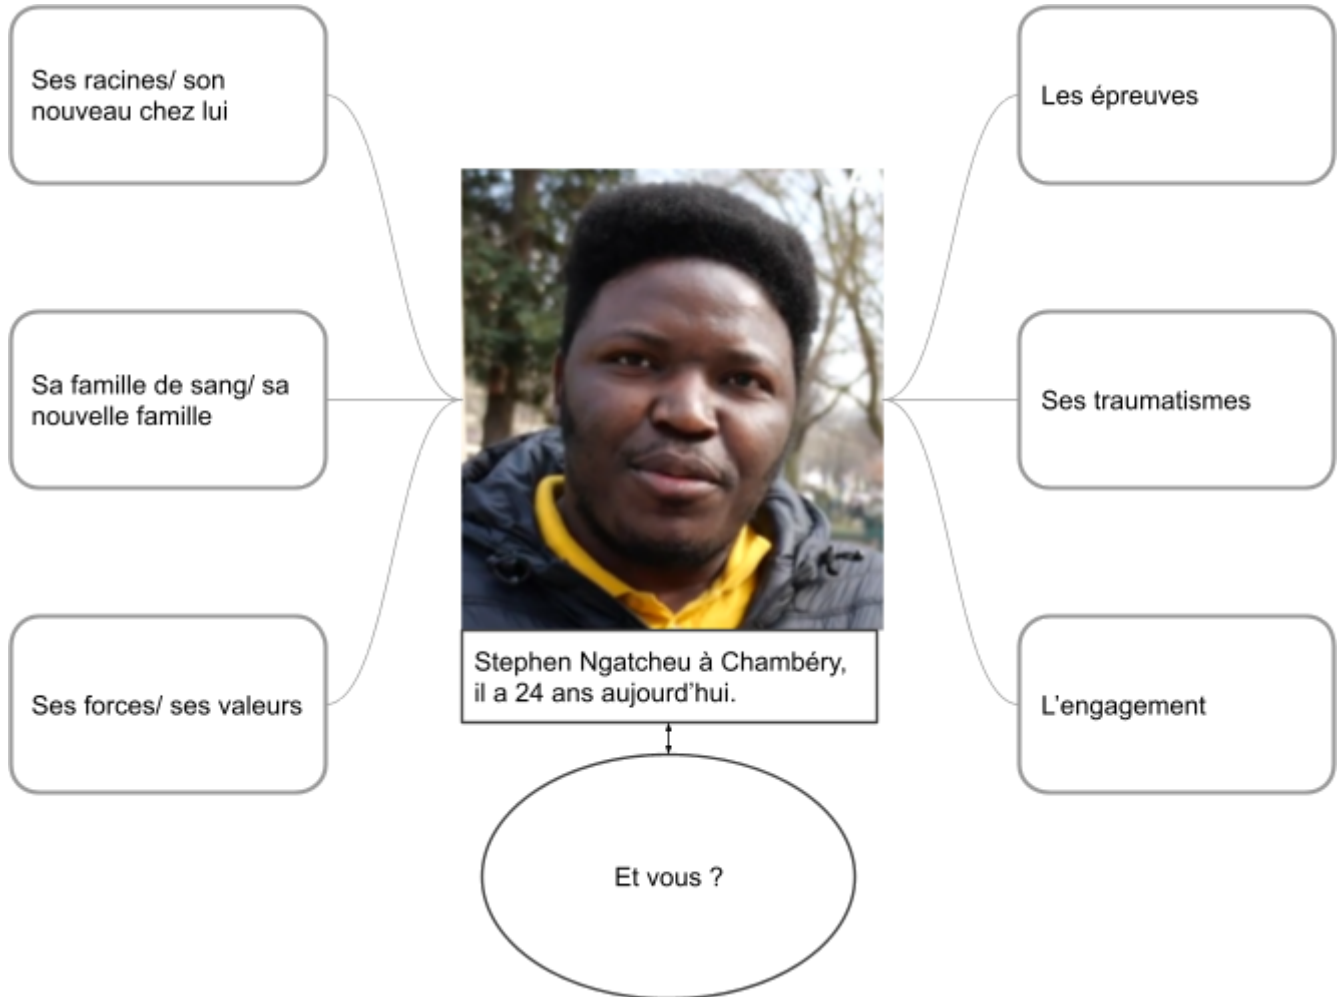 Ses racines/ son
nouveau chez lui
Sa famille de sang/ sa
nouvelle famille
Ses forces/ ses valeurs
Stephen Ngatcheu à Chambéry,
il a 24 ans aujourd'hui.
Et vous ?
Les épreuves
Ses traumatismes
L'engagement